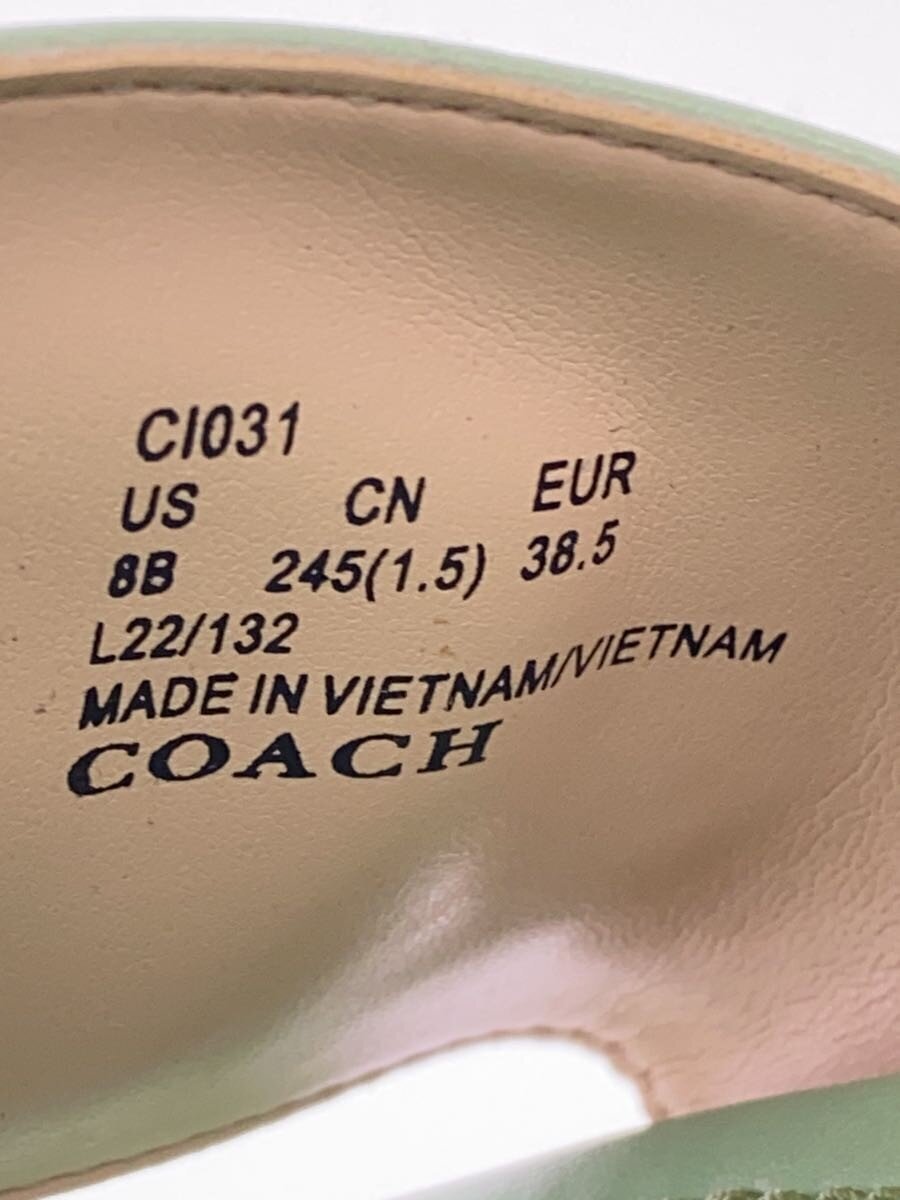 CI031
US CN EUR
8B 245(1.5) 38.5
L22/132
MADE IN VIETNAM/VIETNAM
COACH